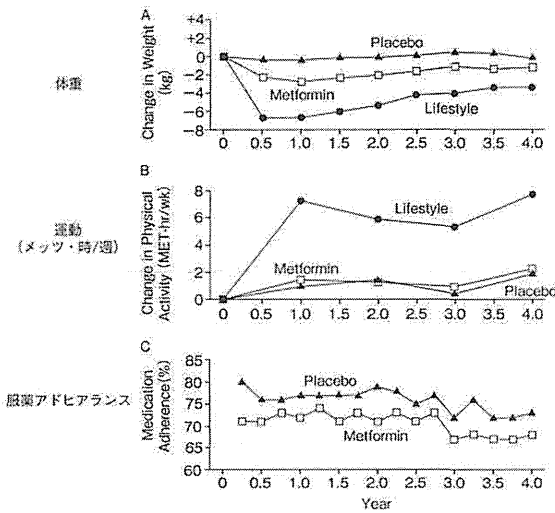 A
体重
Change in Weight
(kg)
+4
+2
0
−2
−4
−6
−8
Placebo
Metformin
Lifestyle
0 0.5 1.0 1.5 2.0 2.5 3.0 3.5 4.0
B
運動
(メッツ・時/週)
Change in Physical
Activity (MET-hr/wk)
8
6
4
2
0
Lifestyle
Metformin
Placebo
0 0.5 1.0 1.5 2.0 2.5 3.0 3.5 4.0
C
服薬アドヒアランス
Medication
Adherence(%)
85
80
75
70
65
60
Placebo
Metformin
0 0.5 1.0 1.5 2.0 2.5 3.0 3.5 4.0
Year